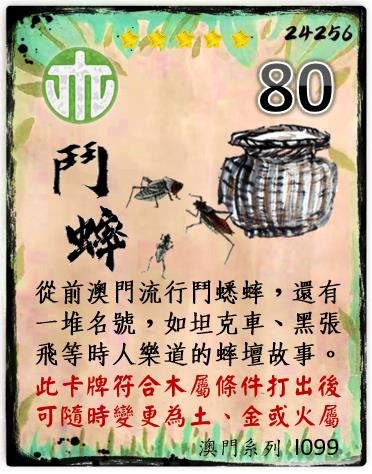 24256
木
80
鬥
蟀
從前澳門流行鬥蟋蟀，還有
一堆名號，如坦克車、黑張
飛等時人樂道的蟀壇故事。
此卡牌符合木屬條件打出後
可隨時變更為土、金或火屬
澳門系列 I099